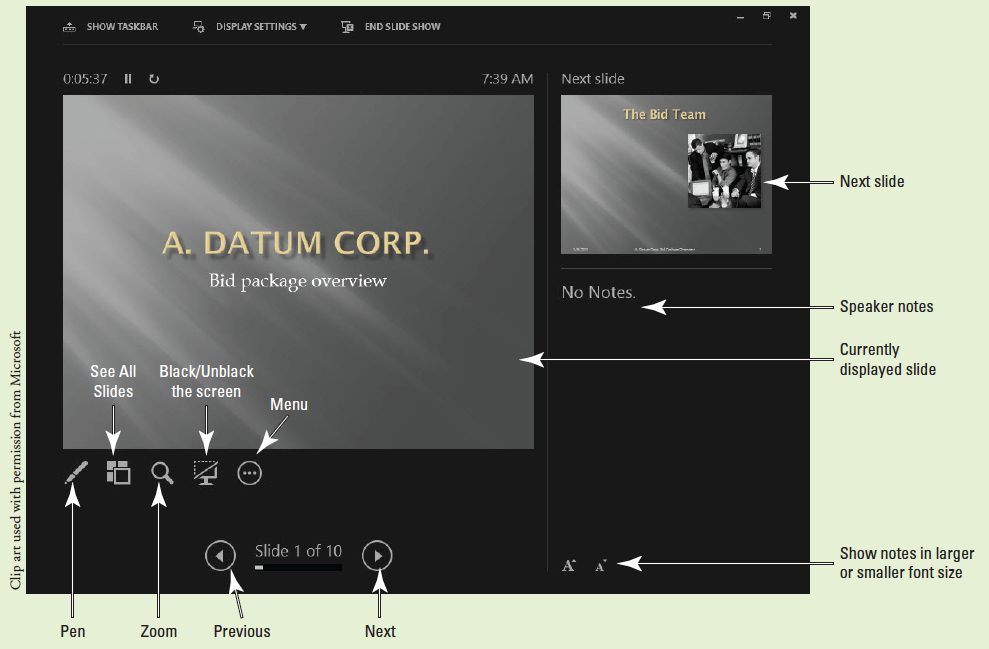 SHOW TASKBAR
DISPLAY SETTINGS ▼
END SLIDE SHOW
0:05:37
7:39 AM
Next slide
The Bid Team
Next slide
A. DATUM CORP.
Bid package overview
No Notes.
Speaker notes
Currently
displayed slide
See All
Slides
Black/Unblack
the screen
Menu
Slide 1 of 10
A A
Show notes in larger
or smaller font size
Pen
Zoom
Previous
Next
Clip art used with permission from Microsoft